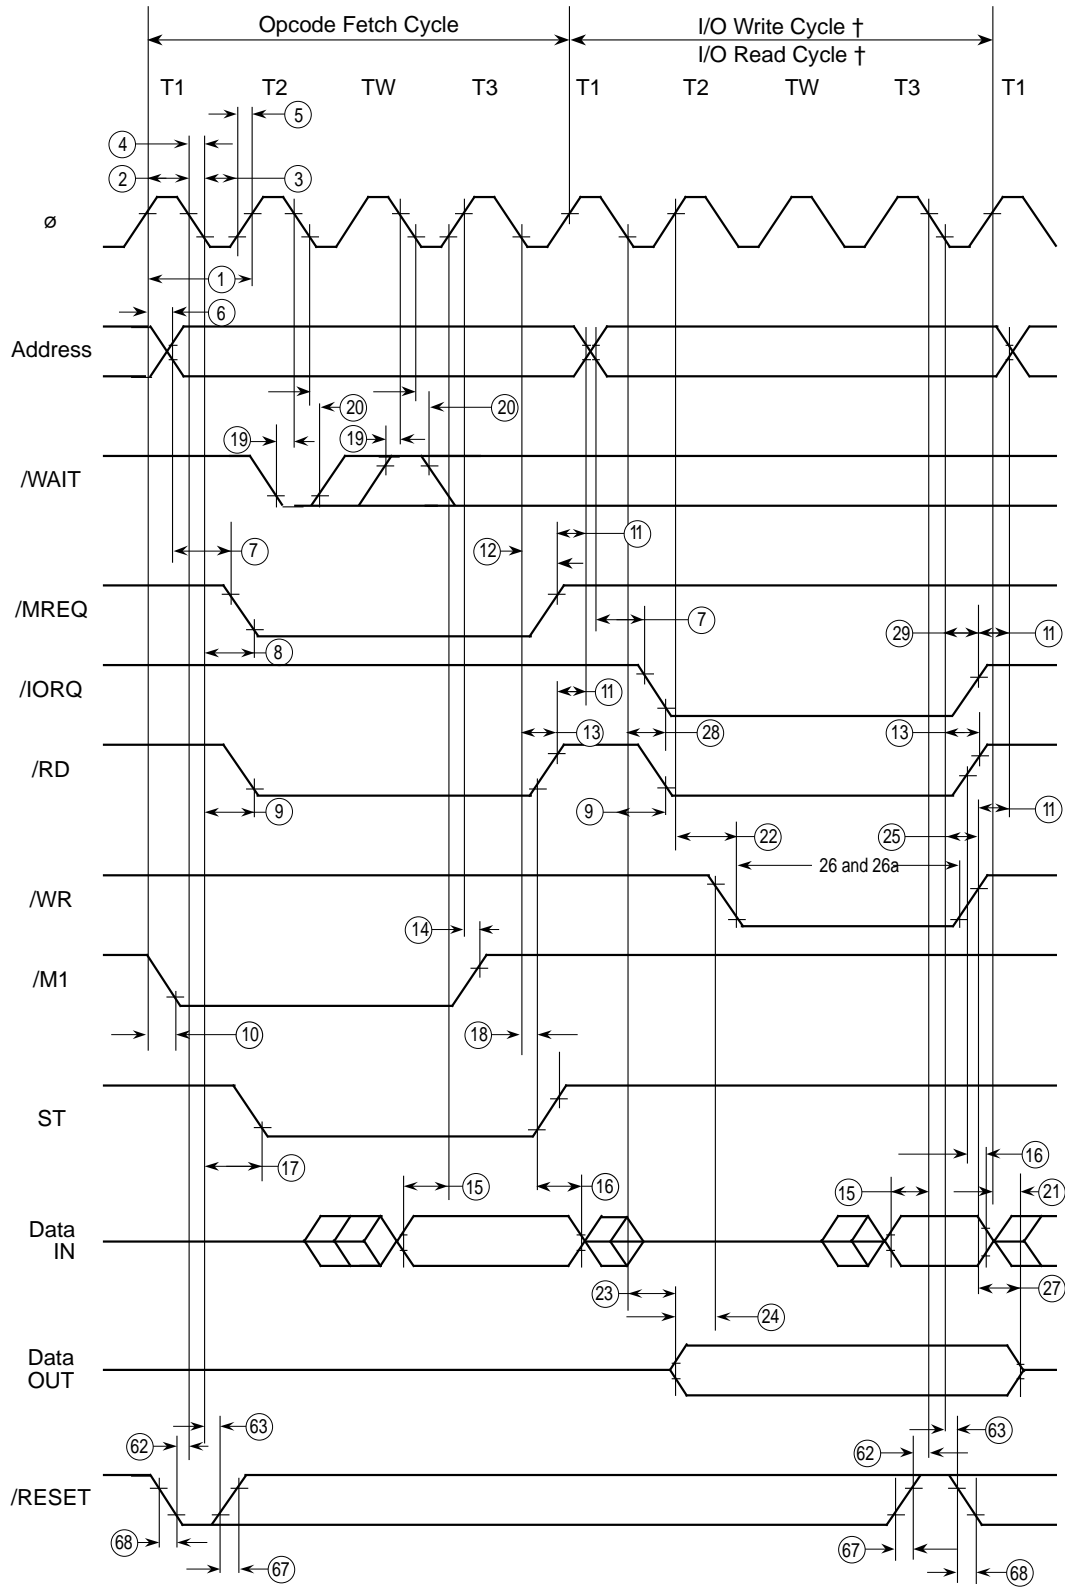 Opcode Fetch Cycle
I/O Write Cycle †
I/O Read Cycle †
T1 T2 TW T3 T1 T2 TW T3 T1
5
4
2 3
ø
1
6
Address
20 20
19 19
/WAIT
11
7 12
/MREQ
7 29 11
8
/IORQ
11
13 28 13
/RD
9 9 11
22 25
26 and 26a
/WR
14
/M1
10 18
ST
16
17 15 16 15 21
Data
IN
27
23
24
Data
OUT
63 63
62 62
/RESET
68 67
67 68